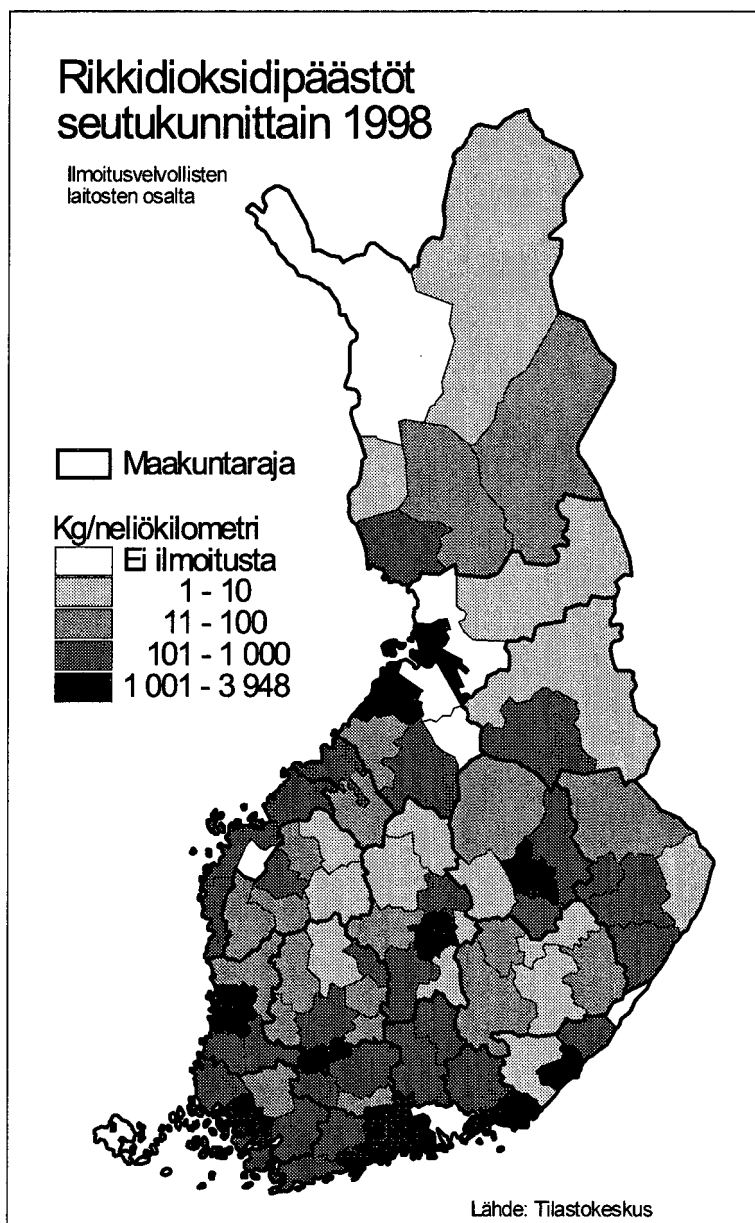 Rikkidioksidipäästöt
seutukunnittain 1998
Ilmoitusvelvollisten
laitosten osalta
Maakuntaraja
Kg/neliökilometri
Ei ilmoitusta
1 - 10
11 - 100
101 - 1 000
1 001 - 3 948
Lähde: Tilastokeskus